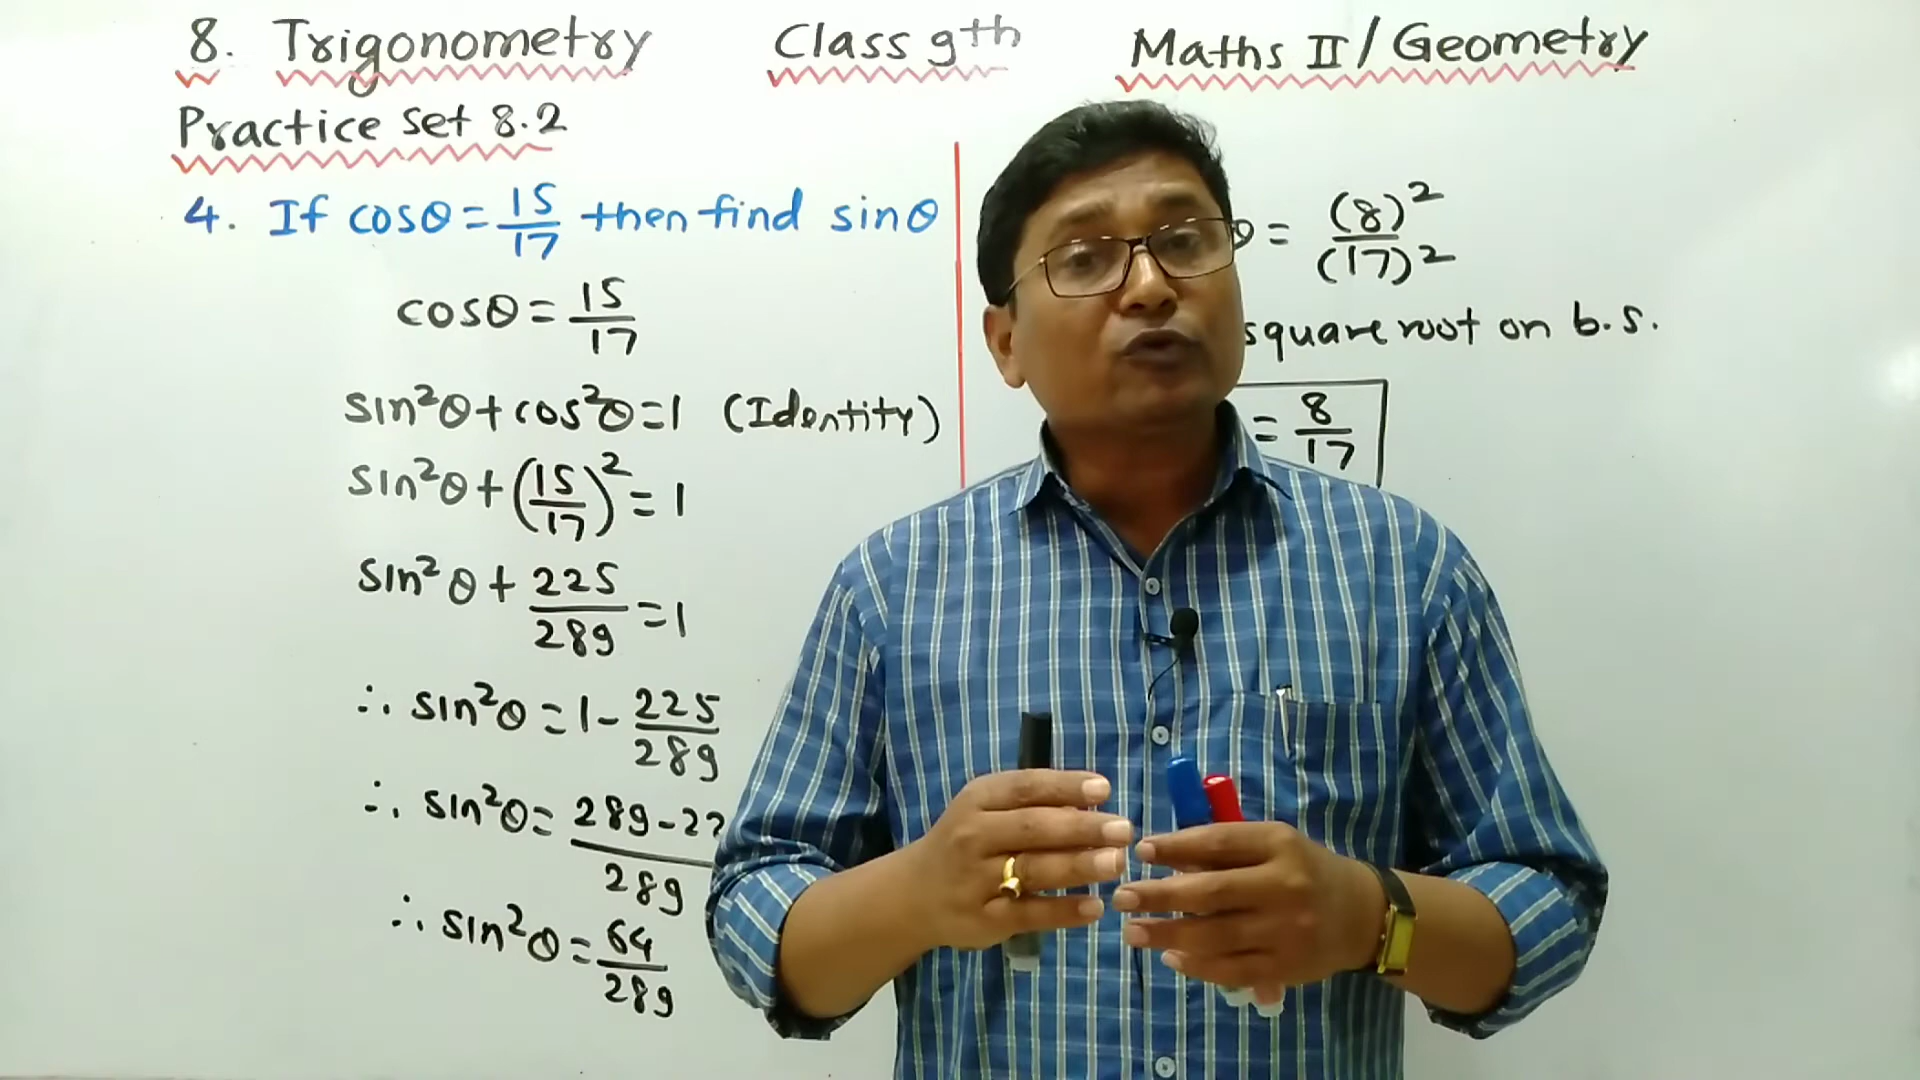 8. Trigonometry Class 9th Maths II / Geometry
Practice set 8.2
4. If cosθ = 15/17 then find sinθ
cosθ = 15/17
sin²θ + cos²θ = 1 (Identity)
sin²θ + (15/17)² = 1
sin²θ + 225/289 = 1
∴ sin²θ = 1 - 225/289
∴ sin²θ = 289 - 22/289
∴ sin²θ = 64/289
θ = (8)²/(17)²
square root on b.s.
= 8/17